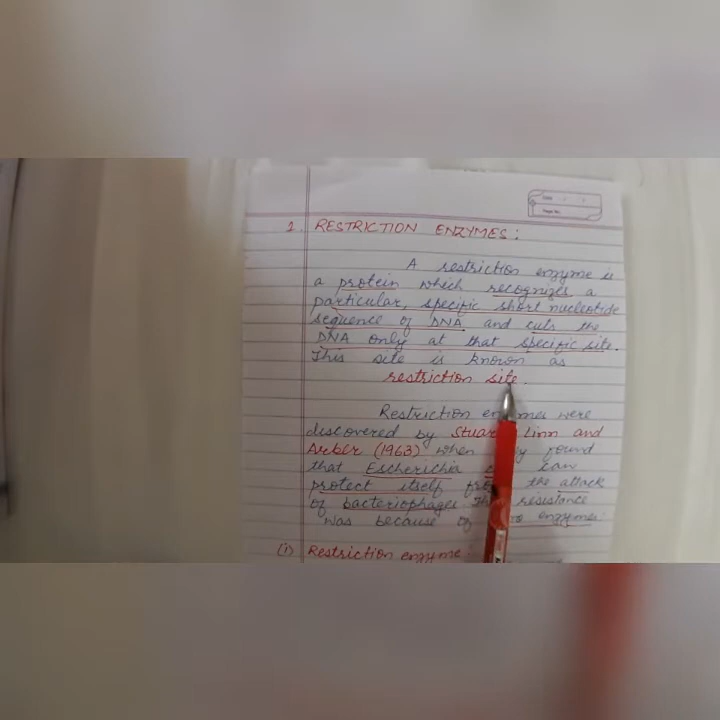 1. RESTRICTION ENZYMES:
A restriction enzyme is
a protein which recognizes a
particular, specific short nucleotide
sequence of DNA and cuts the
DNA only at that specific site.
This site is known as
restriction site.
Restriction were
discovered by Linn and
Arber (1963) when found
that Escherichia can
protect itself the attack
of bacteriophages. resistance
was because of enzymes:
(i) Restriction enzyme: